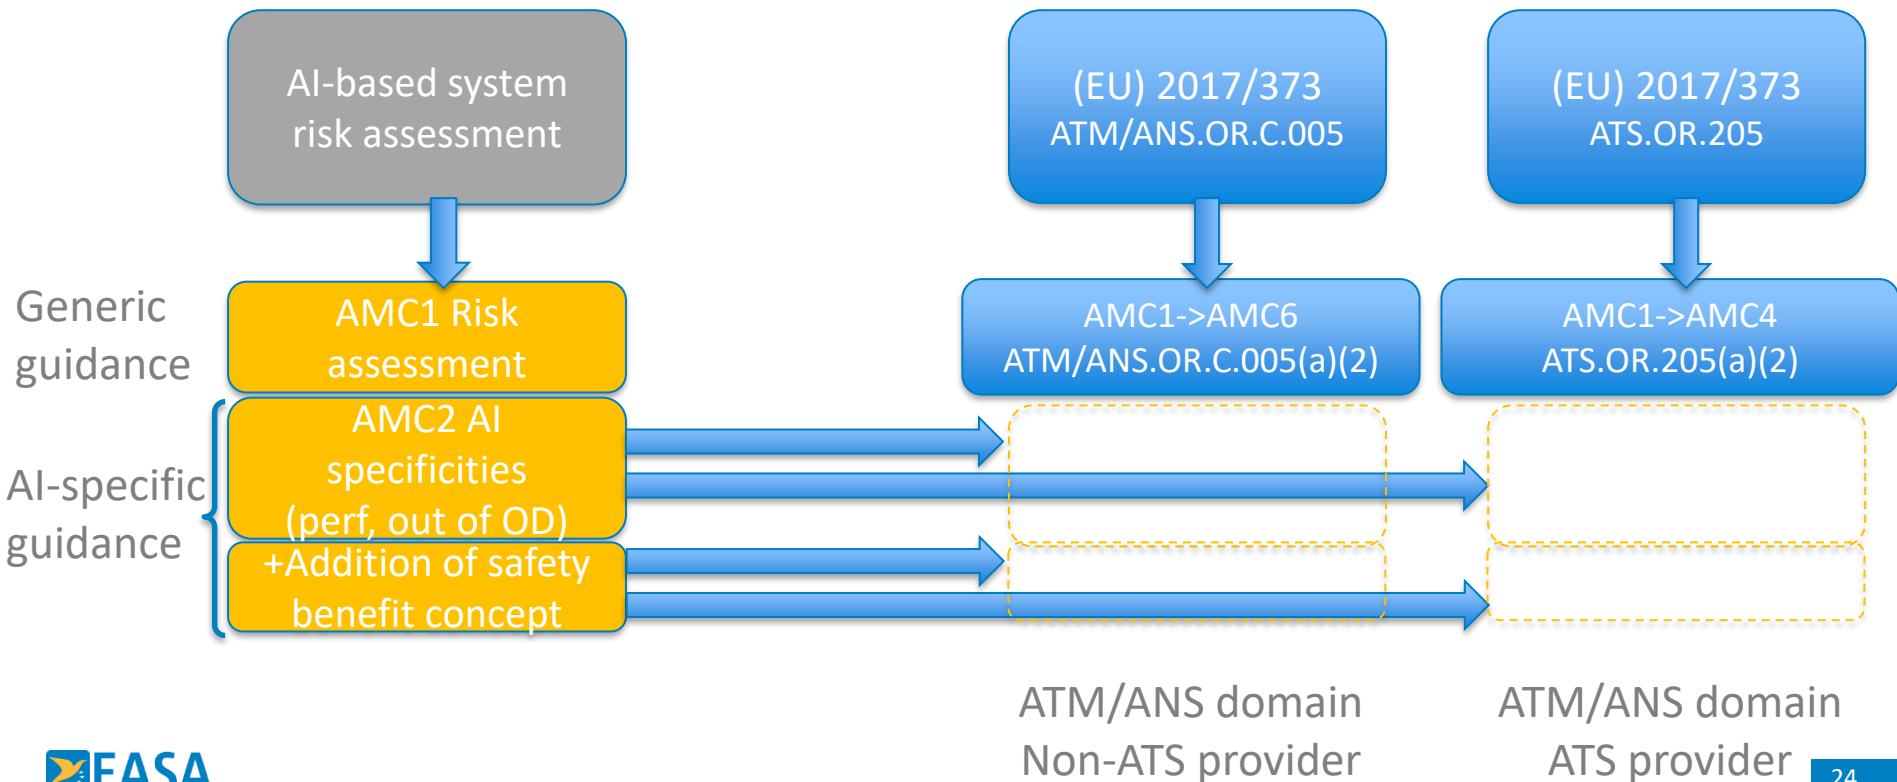 AI-based system
risk assessment
(EU) 2017/373
ATM/ANS.OR.C.005
(EU) 2017/373
ATS.OR.205
Generic
guidance
AMC1 Risk
assessment
AMC1->AMC6
ATM/ANS.OR.C.005(a)(2)
AMC1->AMC4
ATS.OR.205(a)(2)
AI-specific
guidance
AMC2 AI
specificities
(perf, out of OD)
+Addition of safety
benefit concept
ATM/ANS domain
Non-ATS provider
ATM/ANS domain
ATS provider
EASA
24